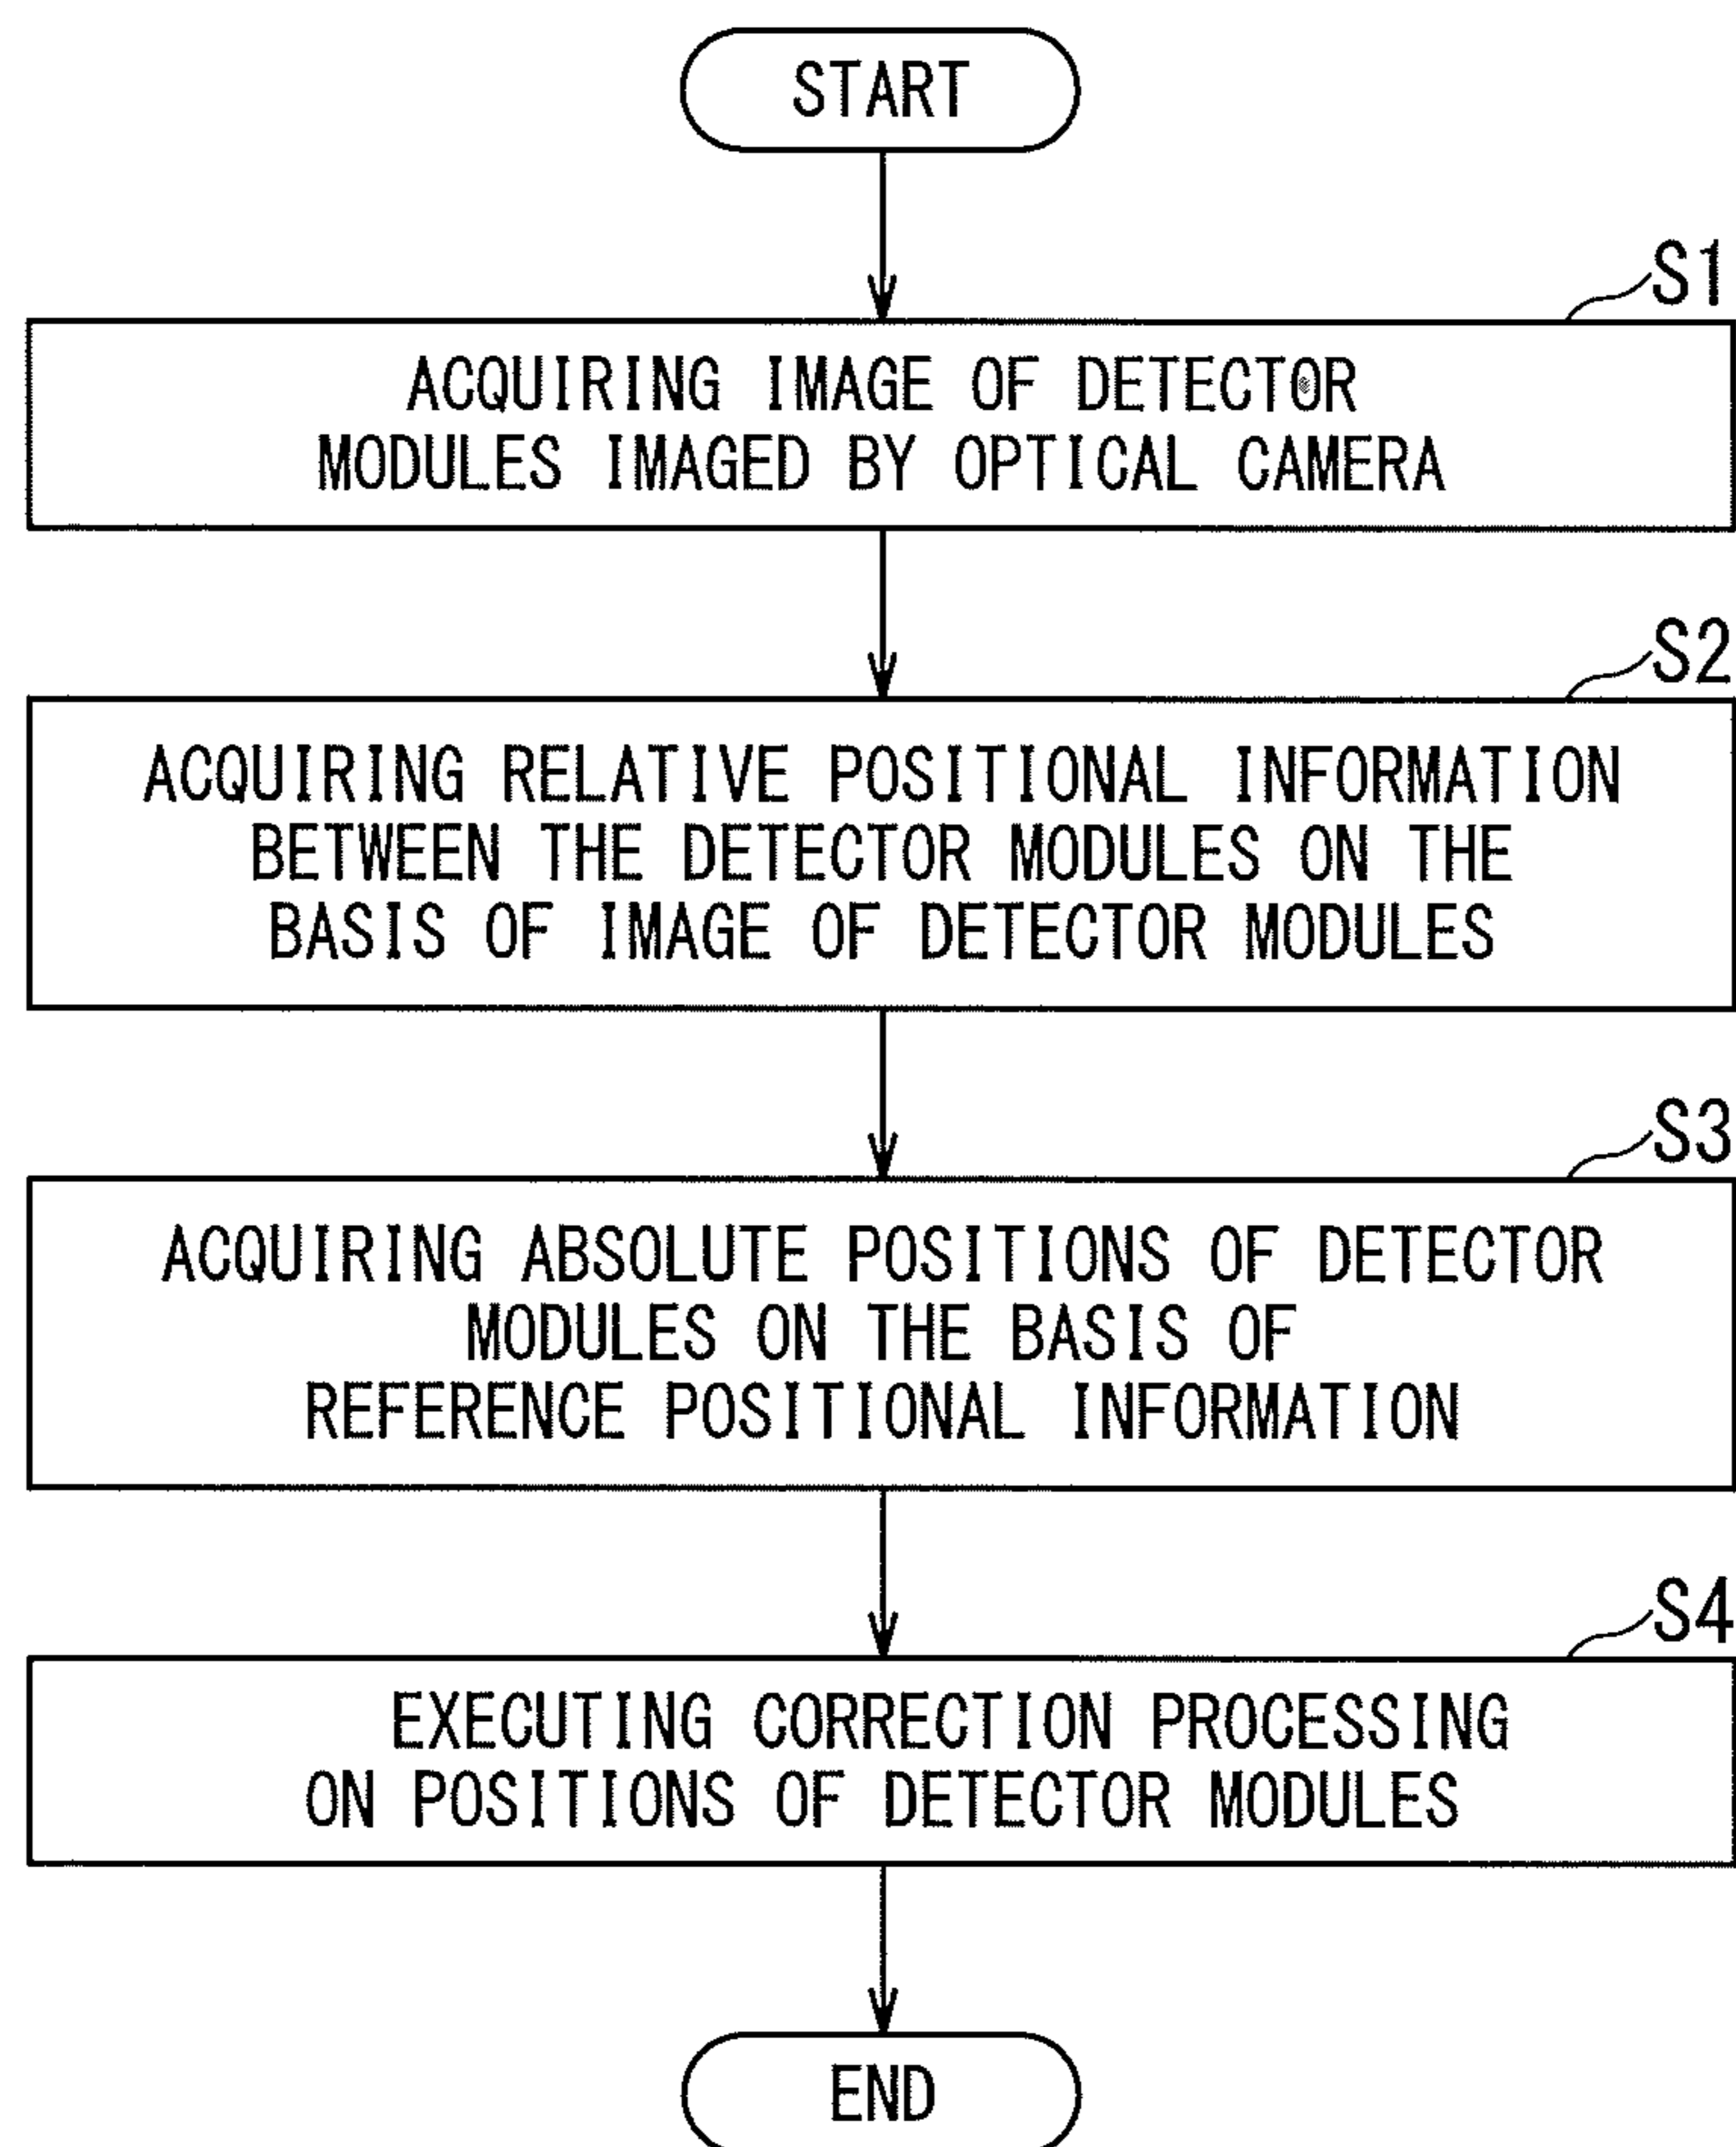 START
S1
ACQUIRING IMAGE OF DETECTOR
MODULES IMAGED BY OPTICAL CAMERA
S2
ACQUIRING RELATIVE POSITIONAL INFORMATION
BETWEEN THE DETECTOR MODULES ON THE
BASIS OF IMAGE OF DETECTOR MODULES
S3
ACQUIRING ABSOLUTE POSITIONS OF DETECTOR
MODULES ON THE BASIS OF
REFERENCE POSITIONAL INFORMATION
S4
EXECUTING CORRECTION PROCESSING
ON POSITIONS OF DETECTOR MODULES
END